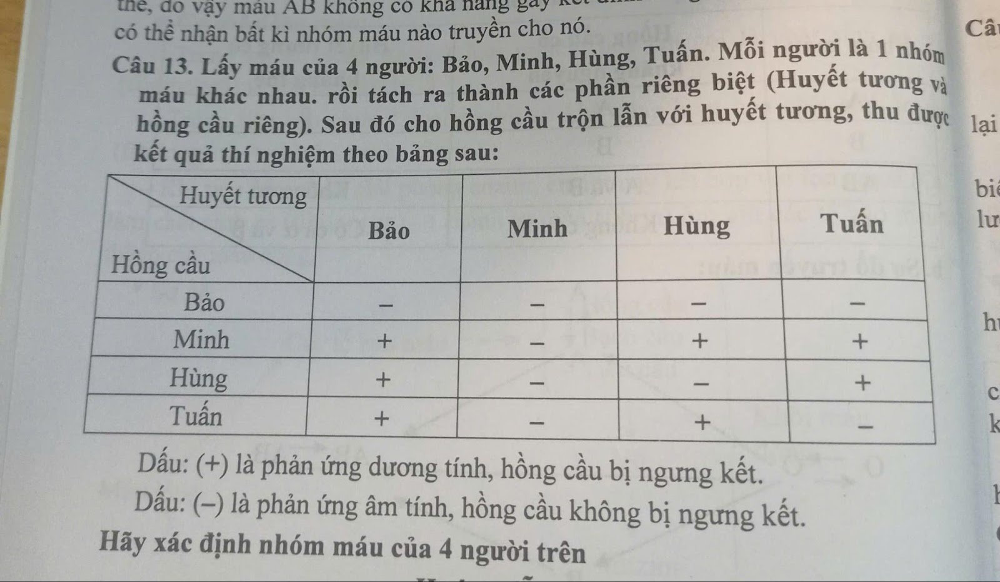 thể, do vậy máu AB không có khả năng gây
có thể nhận bất kì nhóm máu nào truyền cho nó.
Câu 13. Lấy máu của 4 người: Bảo, Minh, Hùng, Tuấn. Mỗi người là 1 nhóm
máu khác nhau. rồi tách ra thành các phần riêng biệt (Huyết tương và
hồng cầu riêng). Sau đó cho hồng cầu trộn lẫn với huyết tương, thu được
kết quả thí nghiệm theo bảng sau:
Huyết tương
Hồng cầu
Bảo Minh Hùng Tuấn
Bảo – – – –
Minh + – + +
Hùng + – – +
Tuấn + – + –
Dấu: (+) là phản ứng dương tính, hồng cầu bị ngưng kết.
Dấu: (–) là phản ứng âm tính, hồng cầu không bị ngưng kết.
Hãy xác định nhóm máu của 4 người trên
lại